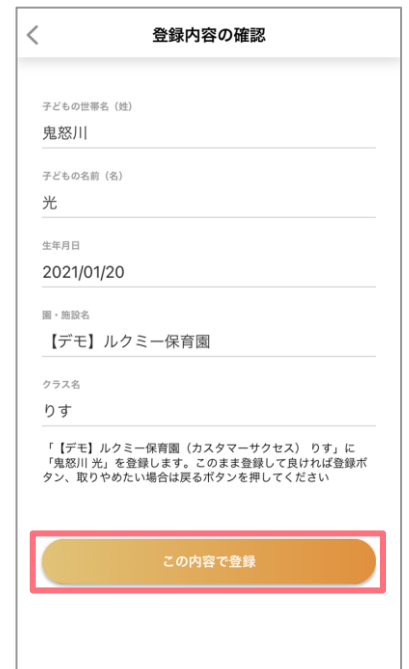 登録内容の確認
子どもの世帯名（姓）
鬼怒川
子どもの名前（名）
光
生年月日
2021/01/20
園・施設名
【デモ】ルクミー保育園
クラス名
りす
「【デモ】ルクミー保育園（カスタマーサクセス） りす」に
「鬼怒川 光」を登録します。このまま登録して良ければ登録ボ
タン、取りやめたい場合は戻るボタンを押してください
この内容で登録